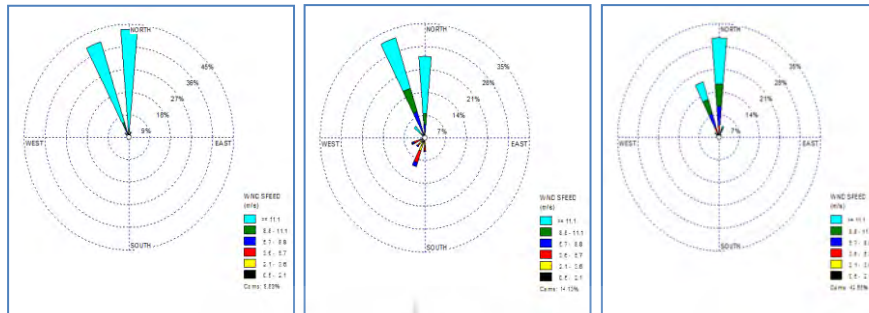 NORTH
45%
36%
27%
18%
9%
WEST
EAST
SOUTH
WIND SPEED
(m/s)
>= 11.1
8.8 - 11.1
5.7 - 8.8
3.6 - 5.7
2.1 - 3.6
0.5 - 2.1
NORTH
35%
28%
21%
14%
7%
WEST
EAST
SOUTH
WIND SPEED
(m/s)
>= 11.1
8.8 - 11.1
5.7 - 8.8
3.6 - 5.7
2.1 - 3.6
0.5 - 2.1
NORTH
35%
28%
21%
14%
7%
WEST
EAST
SOUTH
WIND SPEED
(m/s)
>= 11.1